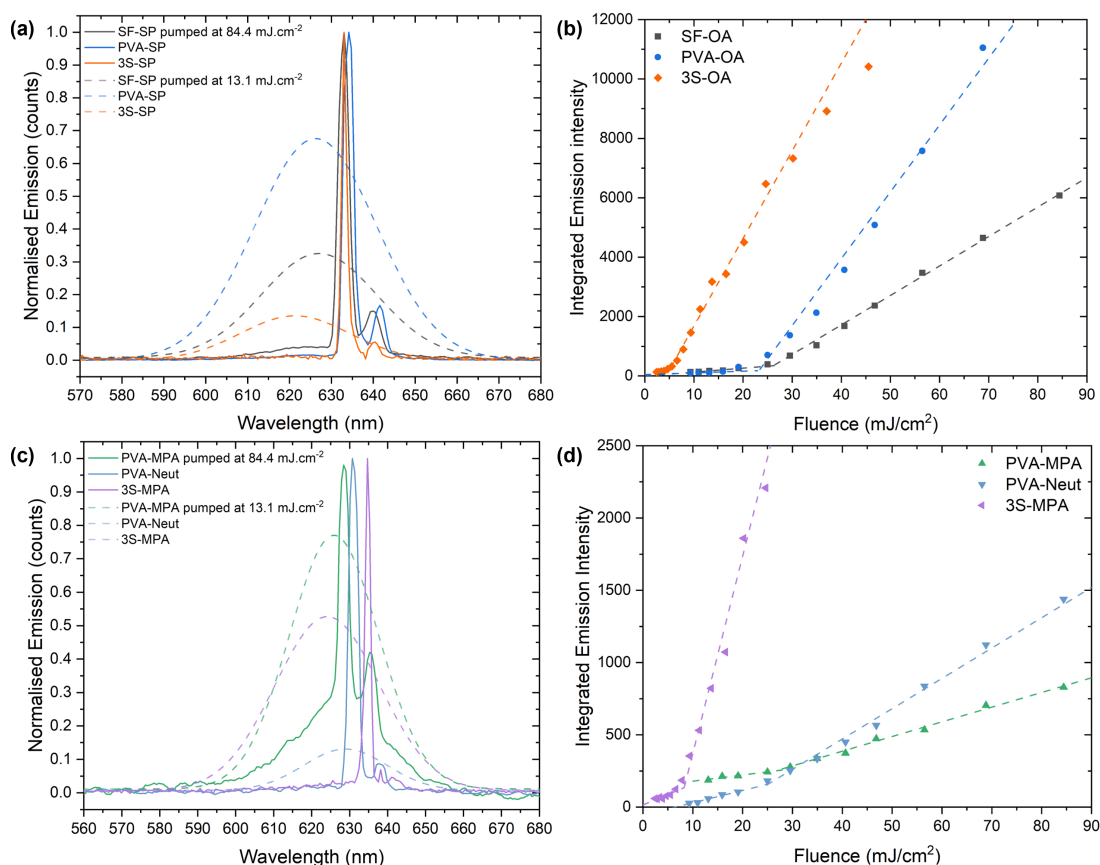 (a)
SF-SP pumped at 84.4 mJ.cm-2
PVA-SP
3S-SP
SF-SP pumped at 13.1 mJ.cm-2
PVA-SP
3S-SP
Normalised Emission (counts)
1.0
0.9
0.8
0.7
0.6
0.5
0.4
0.3
0.2
0.1
0.0
570 580 590 600 610 620 630 640 650 660 670 680
Wavelength (nm)
(b)
SF-OA
PVA-OA
3S-OA
Integrated Emission intensity
12000
10000
8000
6000
4000
2000
0
0 10 20 30 40 50 60 70 80 90
Fluence (mJ/cm2)
(c)
PVA-MPA pumped at 84.4 mJ.cm-2
PVA-Neut
3S-MPA
PVA-MPA pumped at 13.1 mJ.cm-2
PVA-Neut
3S-MPA
Normalised Emission (counts)
1.0
0.9
0.8
0.7
0.6
0.5
0.4
0.3
0.2
0.1
0.0
560 570 580 590 600 610 620 630 640 650 660 670 680
Wavelength (nm)
(d)
PVA-MPA
PVA-Neut
3S-MPA
Integrated Emission Intensity
2500
2000
1500
1000
500
0
0 10 20 30 40 50 60 70 80 90
Fluence (mJ/cm2)